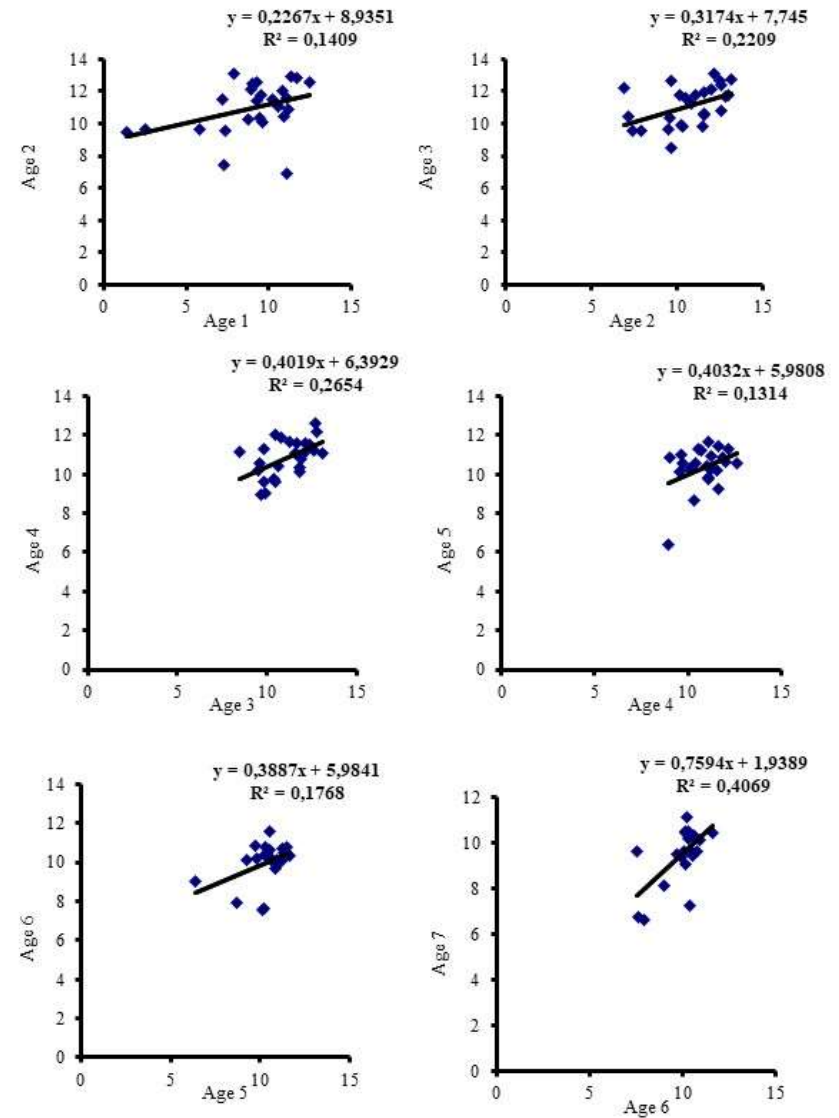 y = 0,2267x + 8,9351
R² = 0,1409
14
12
10
8
6
4
2
0
Age 2
0 5 10 15
Age 1
y = 0,3174x + 7,745
R² = 0,2209
14
12
10
8
6
4
2
0
Age 3
0 5 10 15
Age 2
y = 0,4019x + 6,3929
R² = 0,2654
14
12
10
8
6
4
2
0
Age 4
0 5 10 15
Age 3
y = 0,4032x + 5,9808
R² = 0,1314
14
12
10
8
6
4
2
0
Age 5
0 5 10 15
Age 4
y = 0,3887x + 5,9841
R² = 0,1768
14
12
10
8
6
4
2
0
Age 6
0 5 10 15
Age 5
y = 0,7594x + 1,9389
R² = 0,4069
12
10
8
6
4
2
0
Age 7
0 5 10 15
Age 6